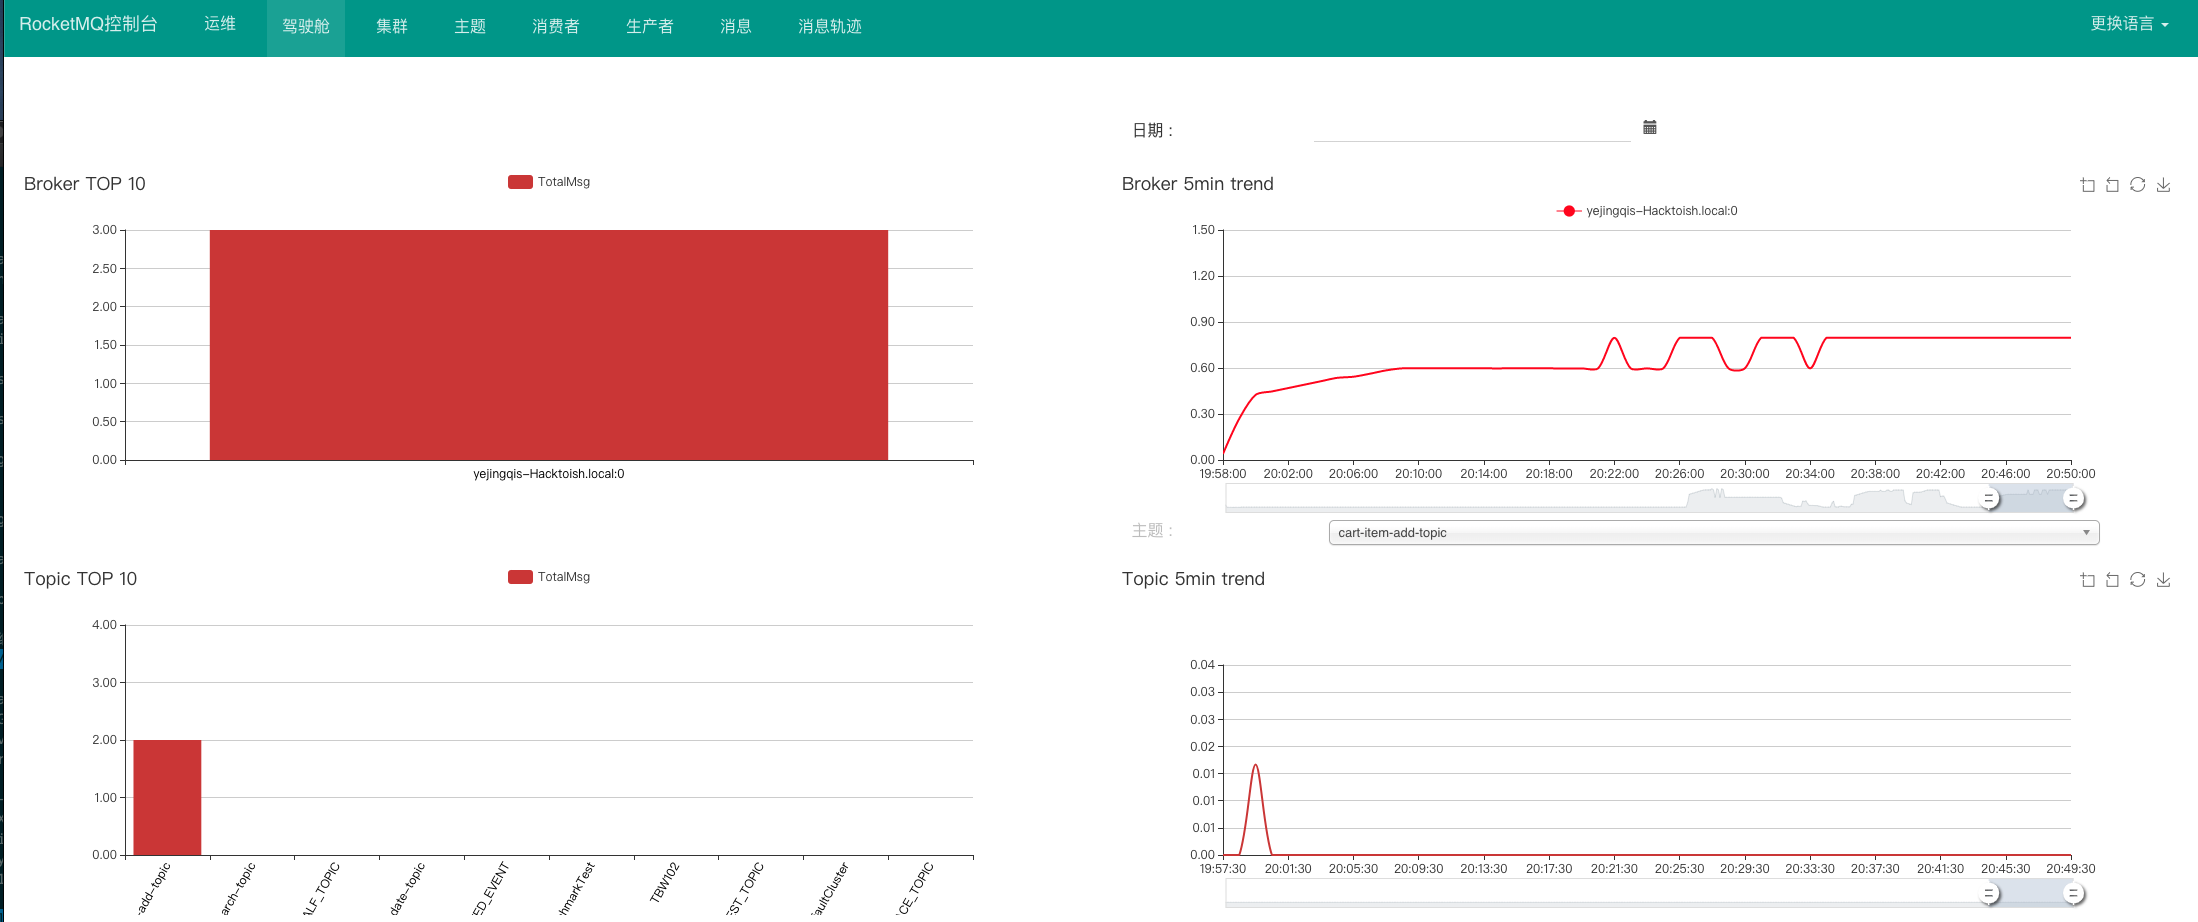 RocketMQ控制台 运维 驾驶舱 集群 主题 消费者 生产者 消息 消息轨迹 更换语言
日期 :
Broker TOP 10
TotalMsg
3.00
2.50
2.00
1.50
1.00
0.50
0.00
yejingqis-Hacktoish.local:0
Broker 5min trend
yejingqis-Hacktoish.local:0
1.50
1.20
0.90
0.60
0.30
0.00
19:58:00 20:02:00 20:06:00 20:10:00 20:14:00 20:18:00 20:22:00 20:26:00 20:30:00 20:34:00 20:38:00 20:42:00 20:46:00 20:50:00
主题 :
cart-item-add-topic
Topic TOP 10
TotalMsg
4.00
3.00
2.00
1.00
0.00
-add-topic
arch-topic
ALF_TOPIC
date-topic
ED_EVENT
hmarkTest
TBW102
EST_TOPIC
aultCluster
ACE_TOPIC
Topic 5min trend
0.04
0.03
0.03
0.02
0.01
0.01
0.01
0.00
19:57:30 20:01:30 20:05:30 20:09:30 20:13:30 20:17:30 20:21:30 20:25:30 20:29:30 20:33:30 20:37:30 20:41:30 20:45:30 20:49:30